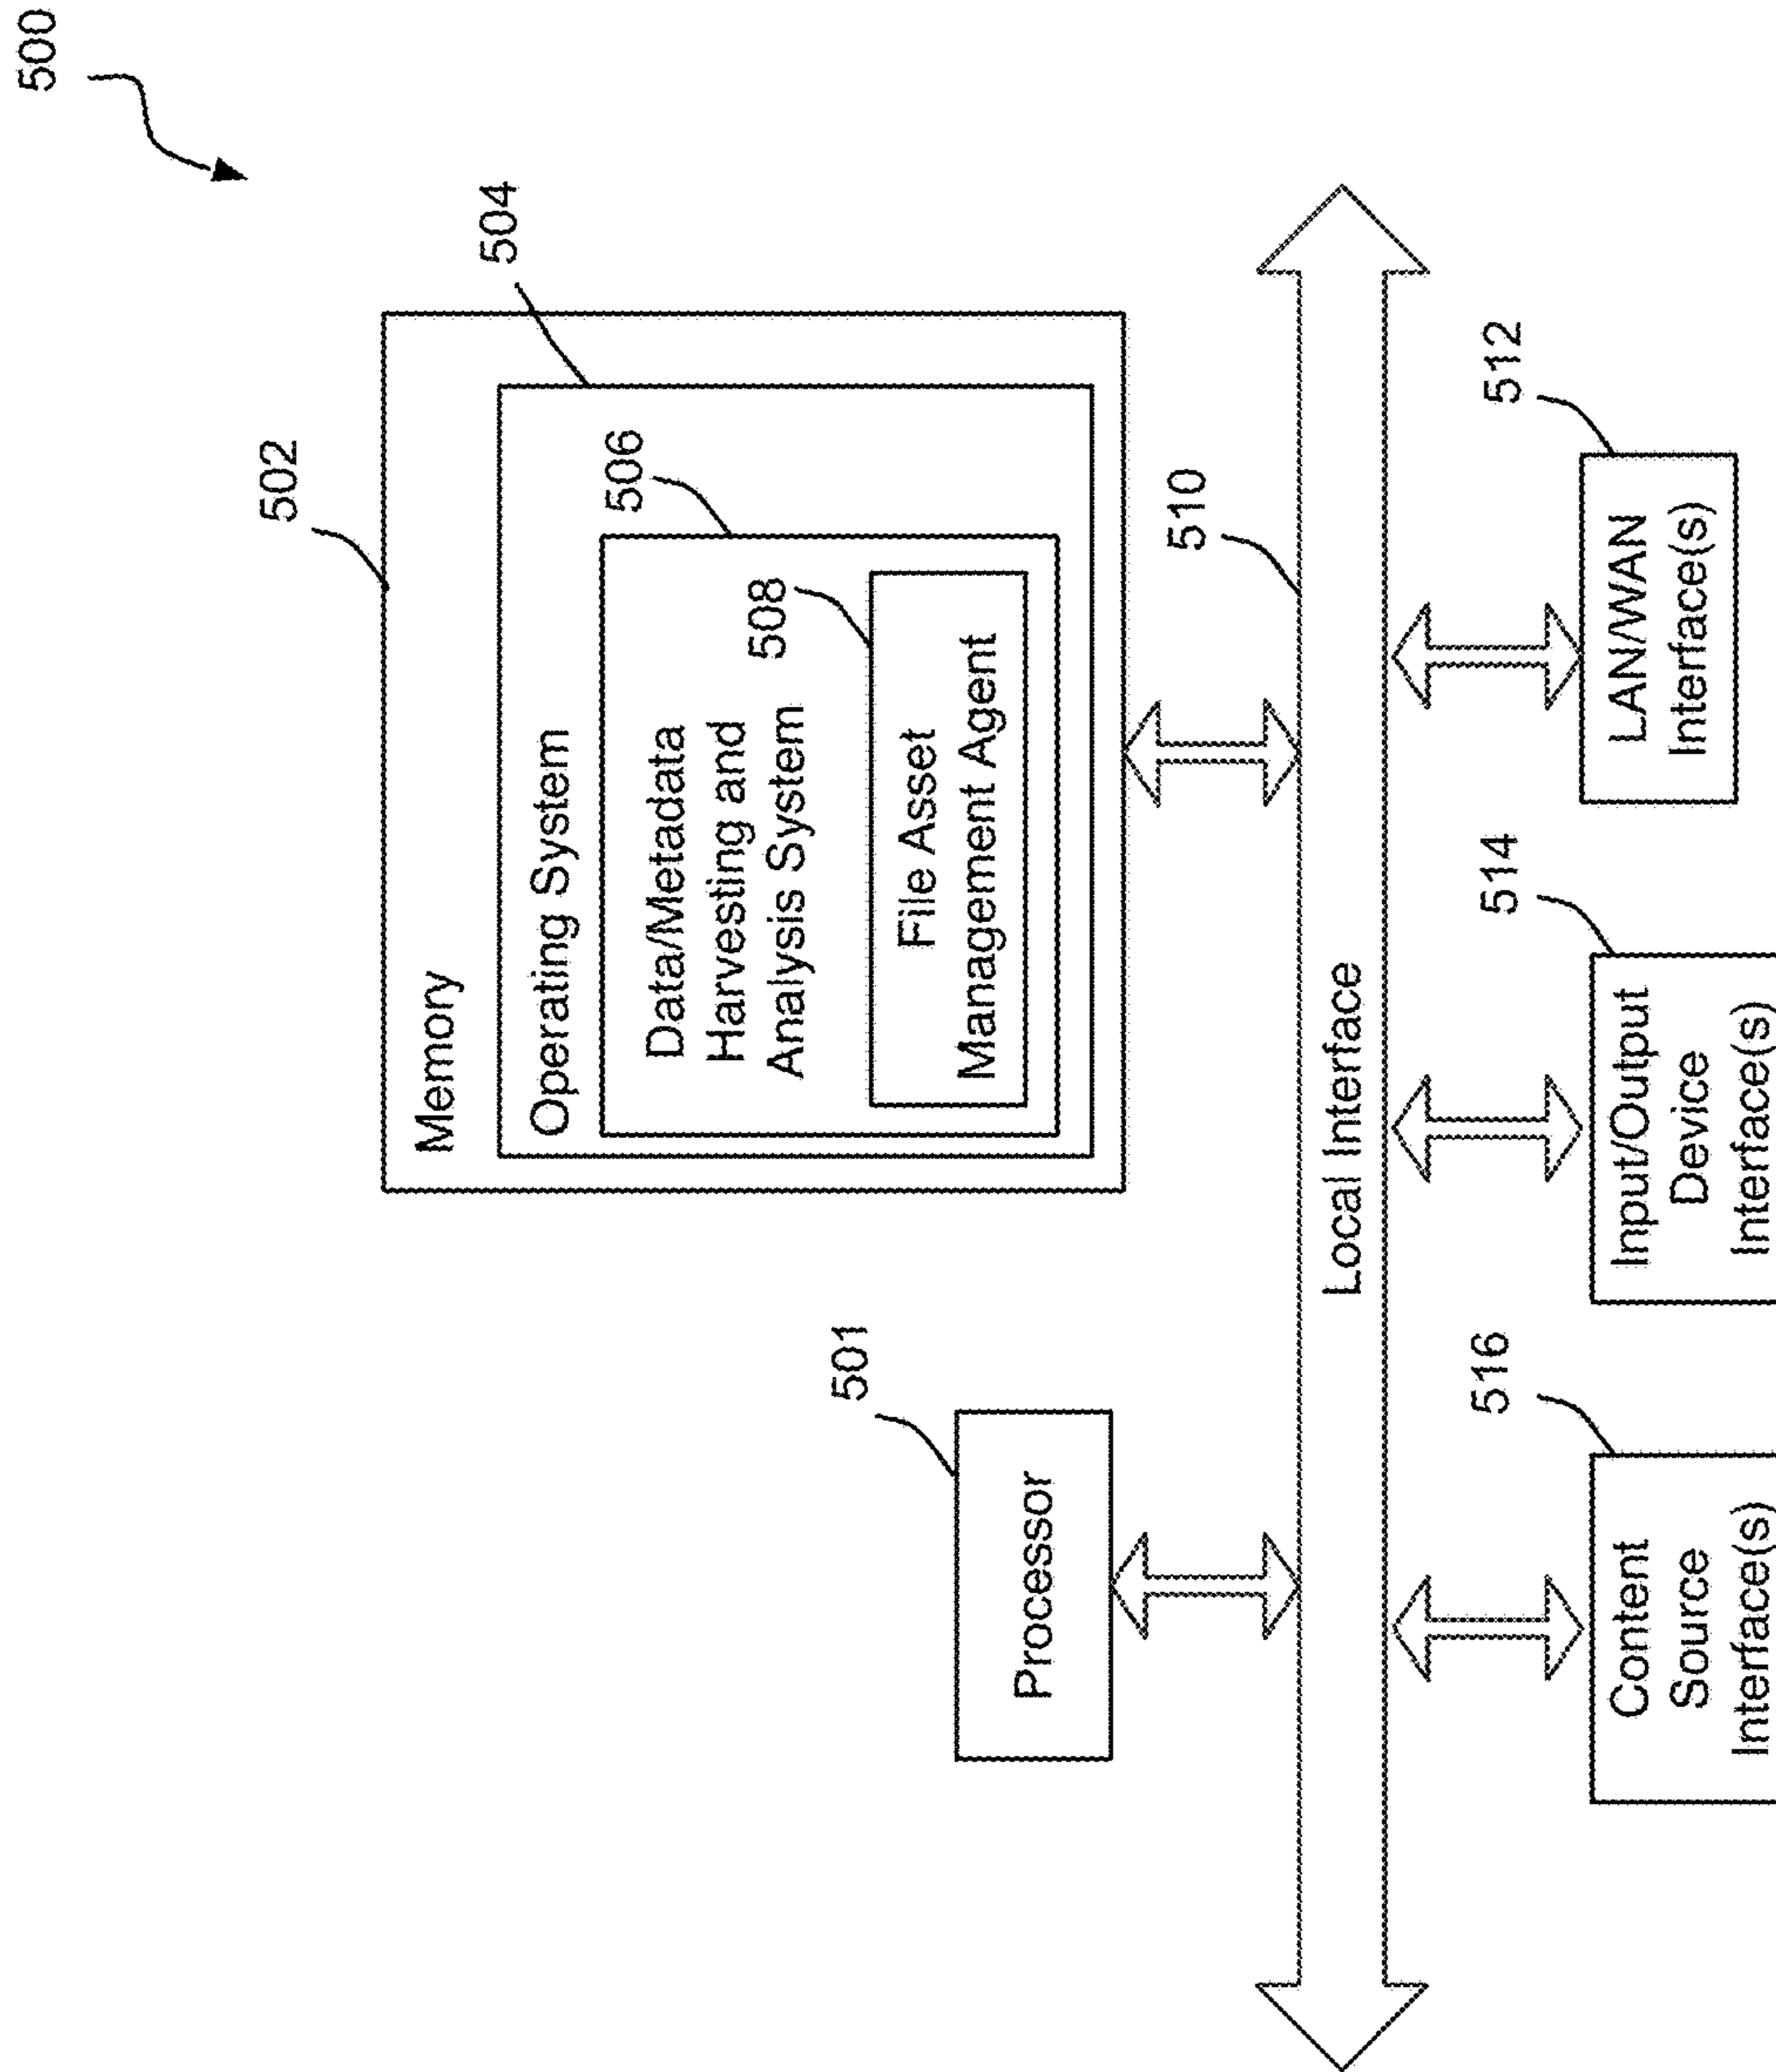 500
502
504
Memory
Operating System
506
Data/Metadata
Harvesting and
Analysis System
508
File Asset
Management Agent
501
Processor
510
Local Interface
516
Content
Source
Interface(s)
514
Input/Output
Device
Interface(s)
512
LAN/WAN
Interface(s)